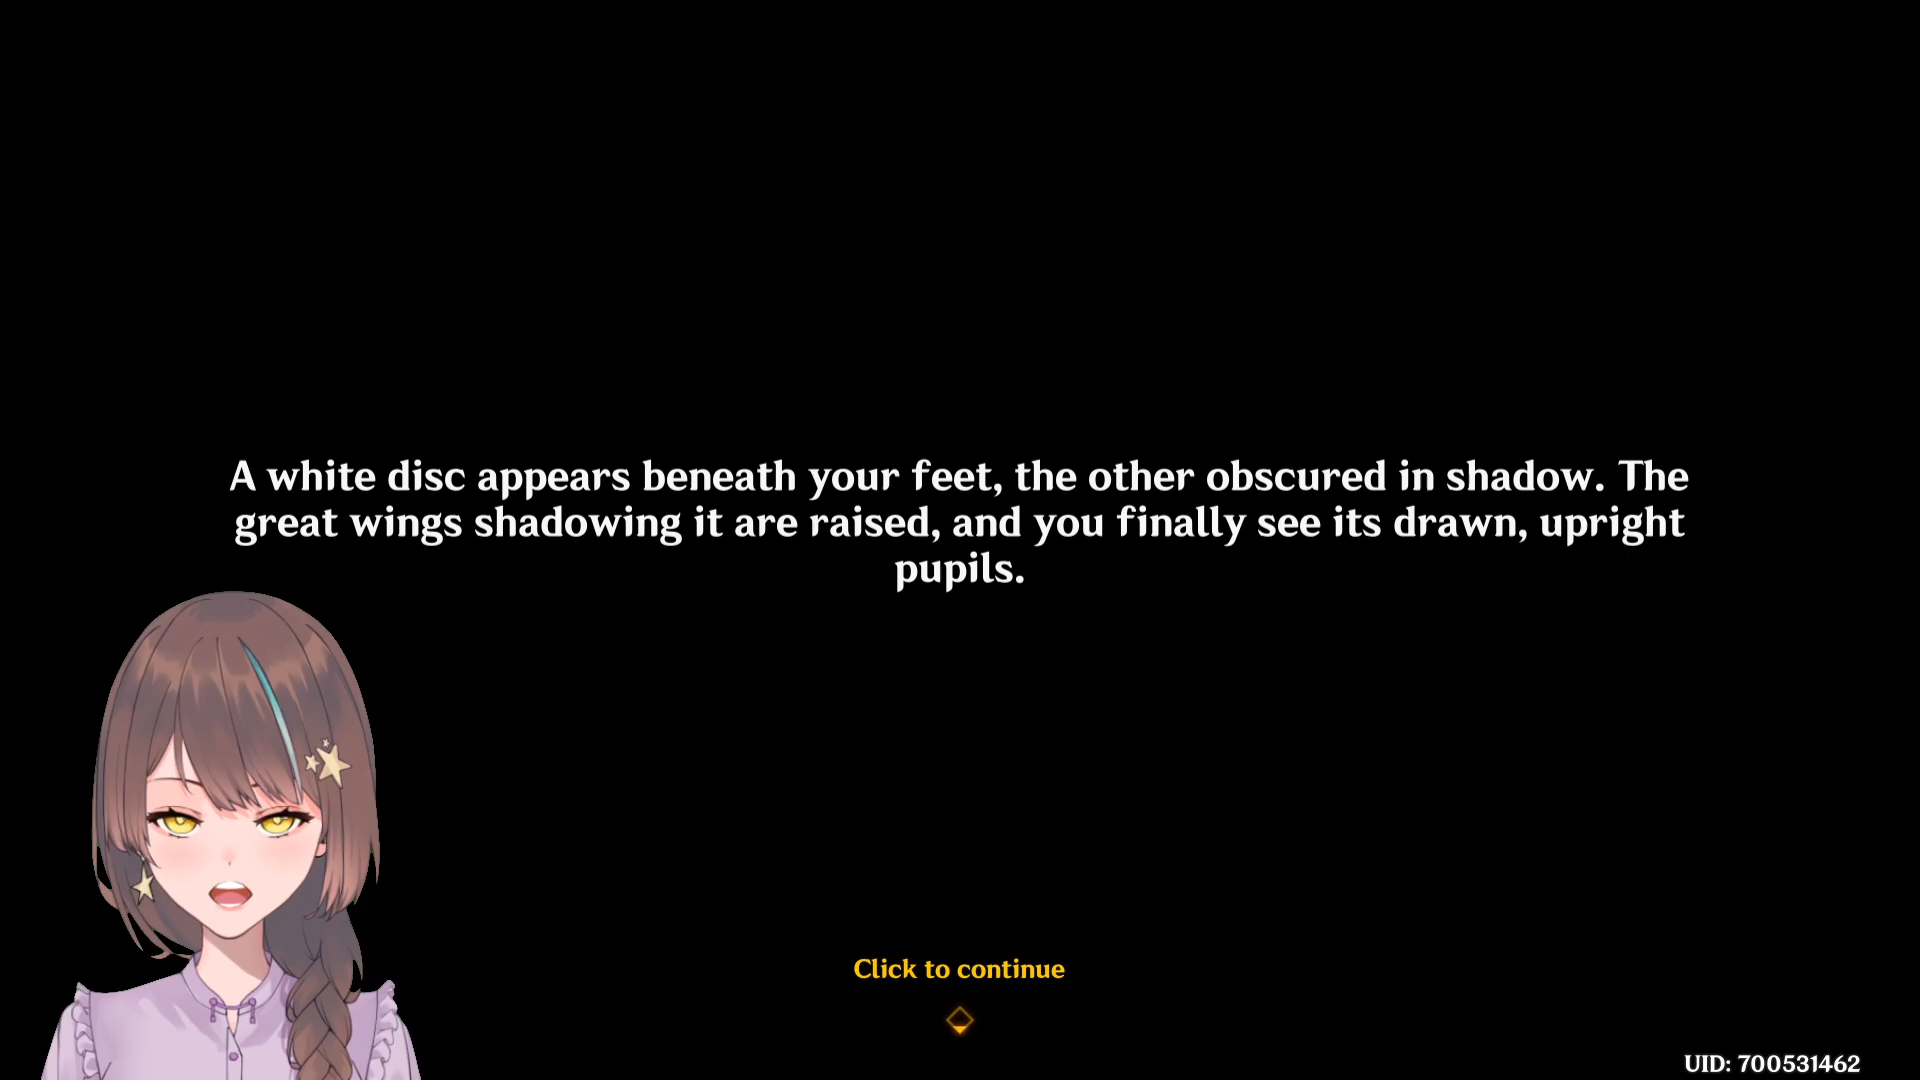 A white disc appears beneath your feet, the other obscured in shadow. The
great wings shadowing it are raised, and you finally see its drawn, upright
pupils.
Click to continue
UID: 700531462